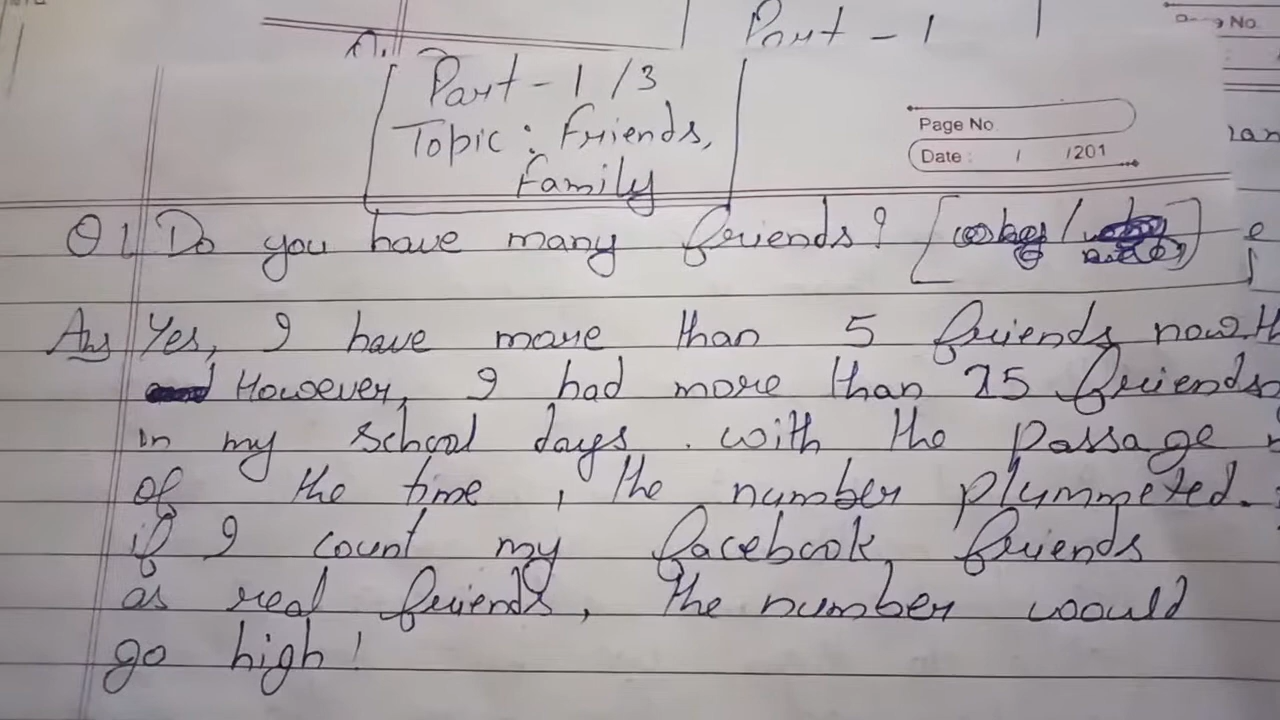 Part - 1
Part - 1/3
Topic : Friends,
Family
Page No
Date : / /201
Q1 Do you have many friends?
Ans Yes, I have more than 5 friends now.
However, I had more than 25 friends
in my school days. with the passage
of the time, the number plummeted.
if I count my facebook friends
as real friends, the number would
go high!